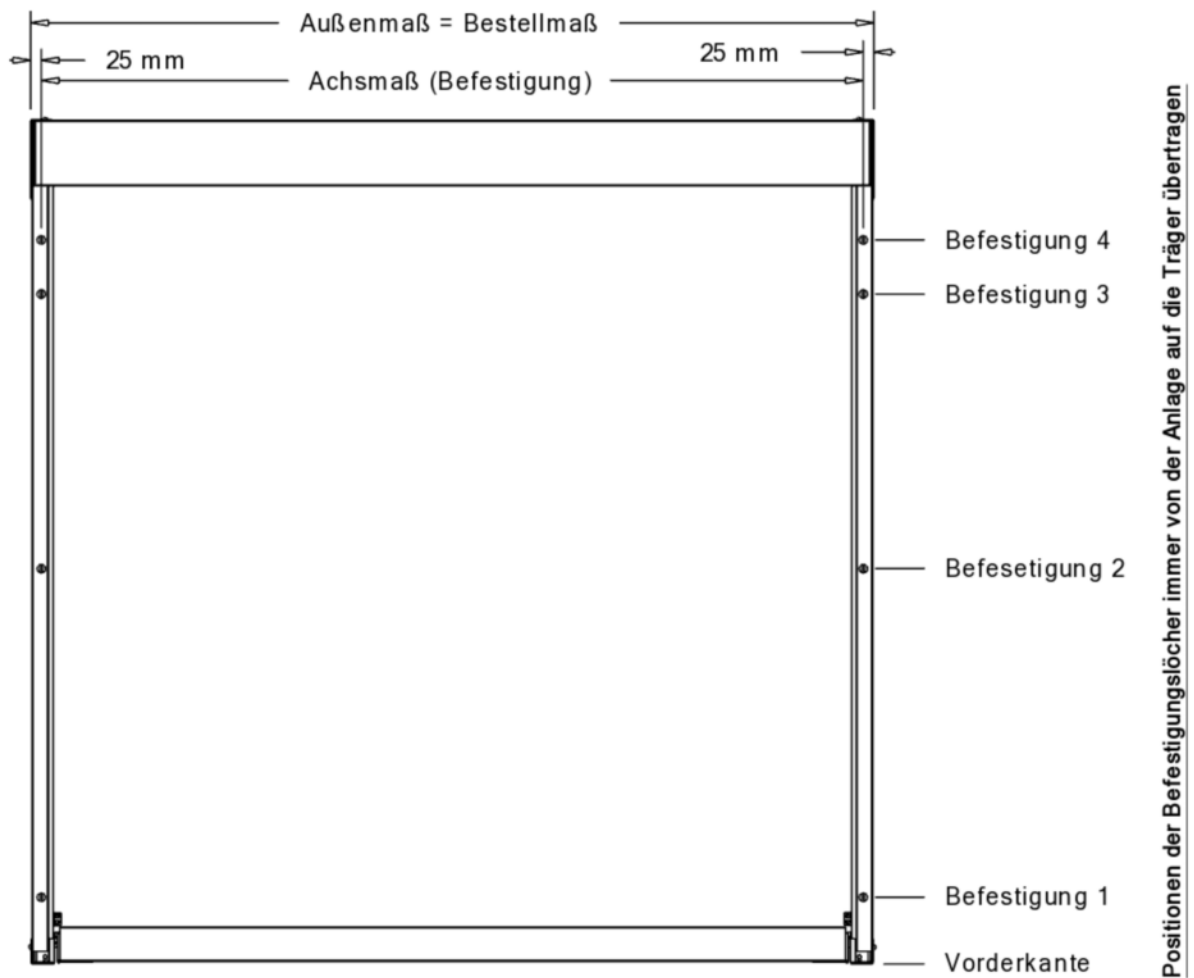 Außenmaß = Bestellmaß
25 mm
25 mm
Achsmaß (Befestigung)
Befestigung 4
Befestigung 3
Befesetigung 2
Befestigung 1
Vorderkante
Positionen der Befestigungslöcher immer von der Anlage auf die Träger übertragen